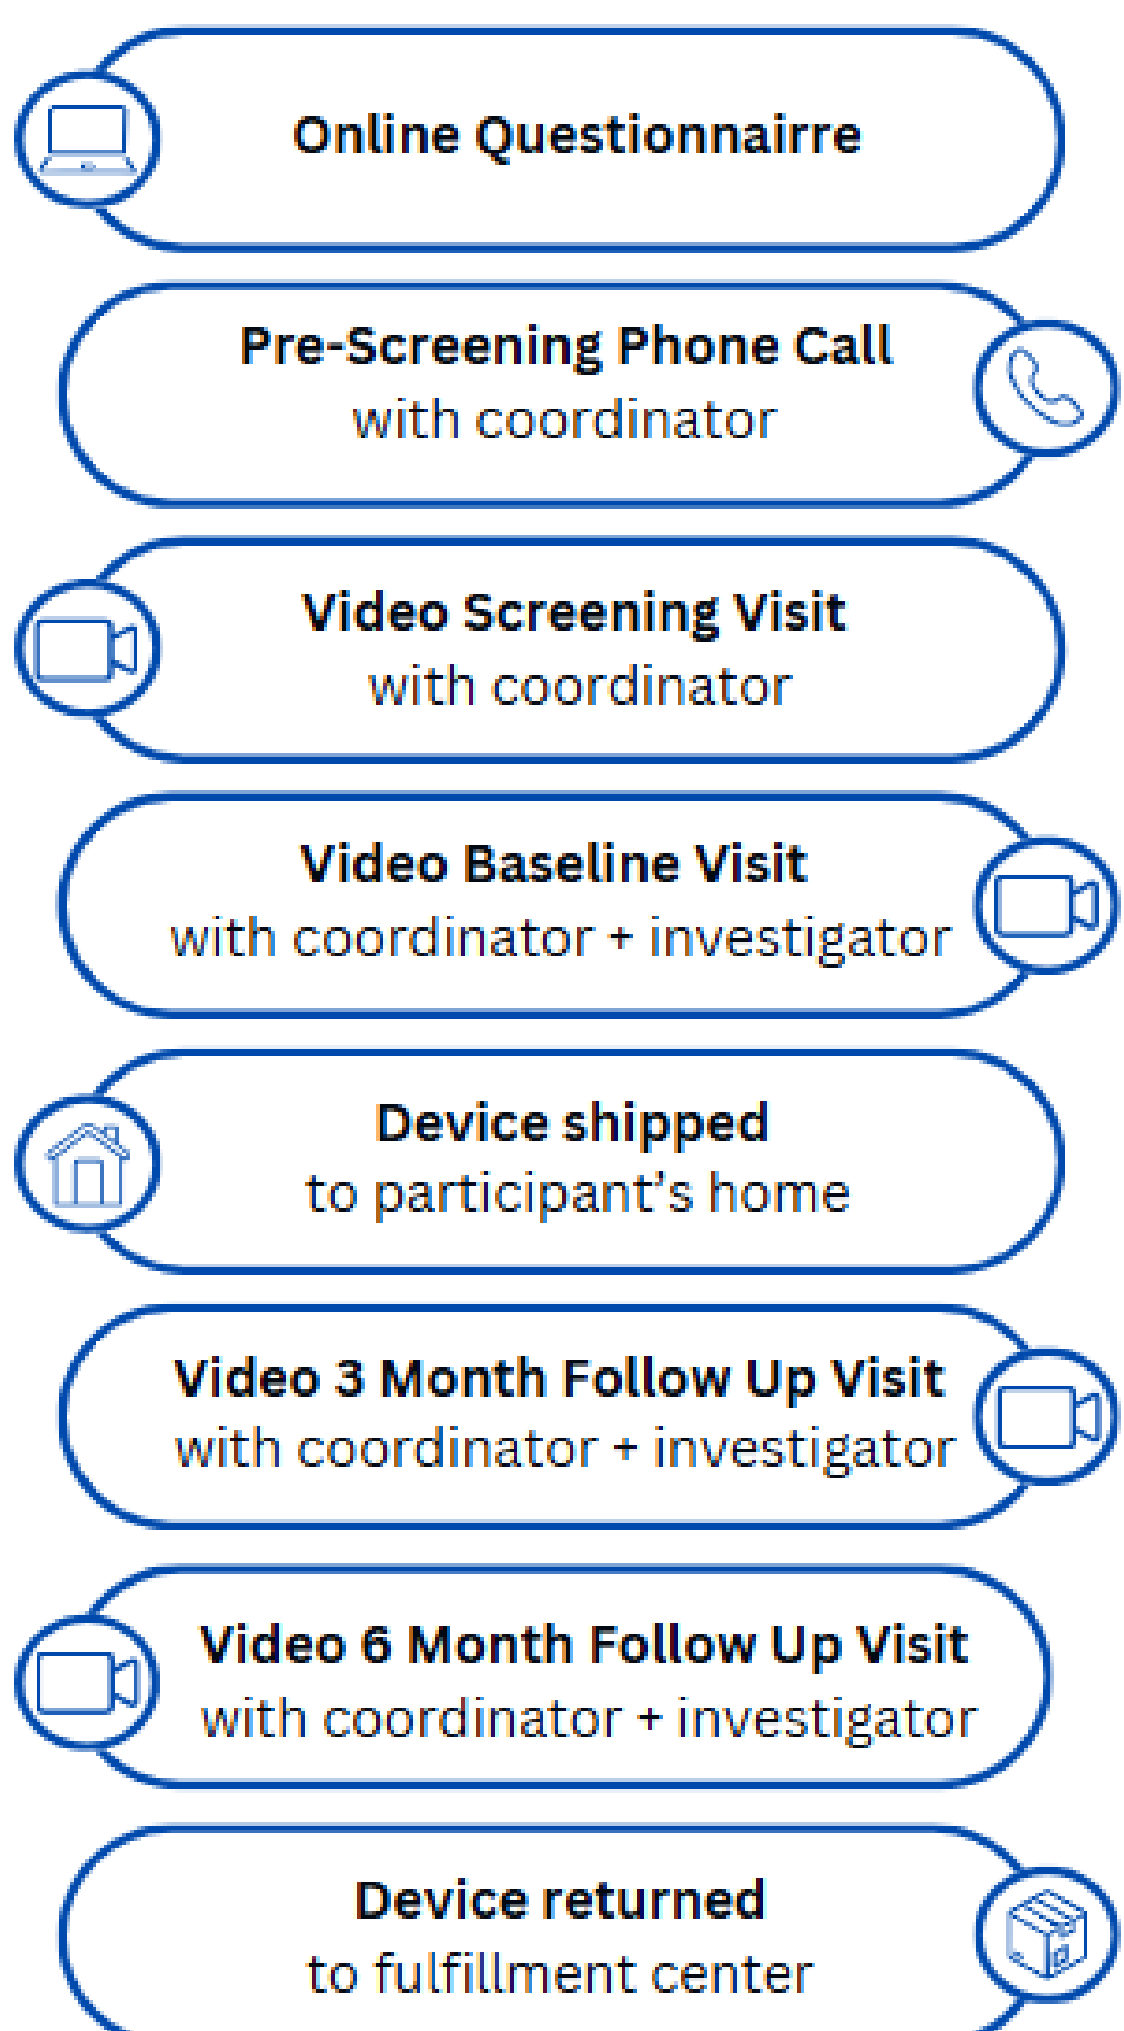 Online Questionnairre
Pre-Screening Phone Call
with coordinator
Video Screening Visit
with coordinator
Video Baseline Visit
with coordinator + investigator
Device shipped
to participant's home
Video 3 Month Follow Up Visit
with coordinator + investigator
Video 6 Month Follow Up Visit
with coordinator + investigator
Device returned
to fulfillment center